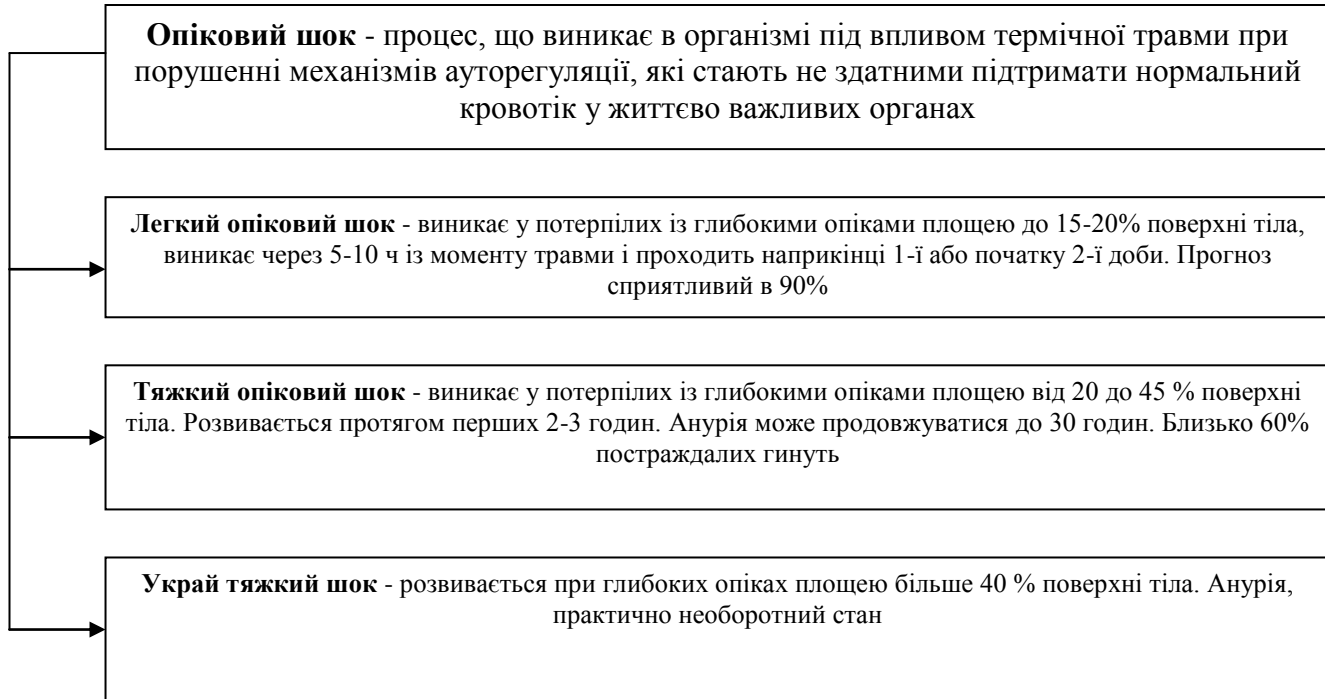 Опіковий шок - процес, що виникає в організмі під впливом термічної травми при
порушенні механізмів ауторегуляції, які стають не здатними підтримати нормальний
кровотік у життєво важливих органах
Легкий опіковий шок - виникає у потерпілих із глибокими опіками площею до 15-20% поверхні тіла,
виникає через 5-10 ч із моменту травми і проходить наприкінці 1-ї або початку 2-ї доби. Прогноз
сприятливий в 90%
Тяжкий опіковий шок - виникає у потерпілих із глибокими опіками площею від 20 до 45 % поверхні
тіла. Розвивається протягом перших 2-3 годин. Анурія може продовжуватися до 30 годин. Близько 60%
постраждалих гинуть
Украй тяжкий шок - розвивається при глибоких опіках площею більше 40 % поверхні тіла. Анурія,
практично необоротний стан